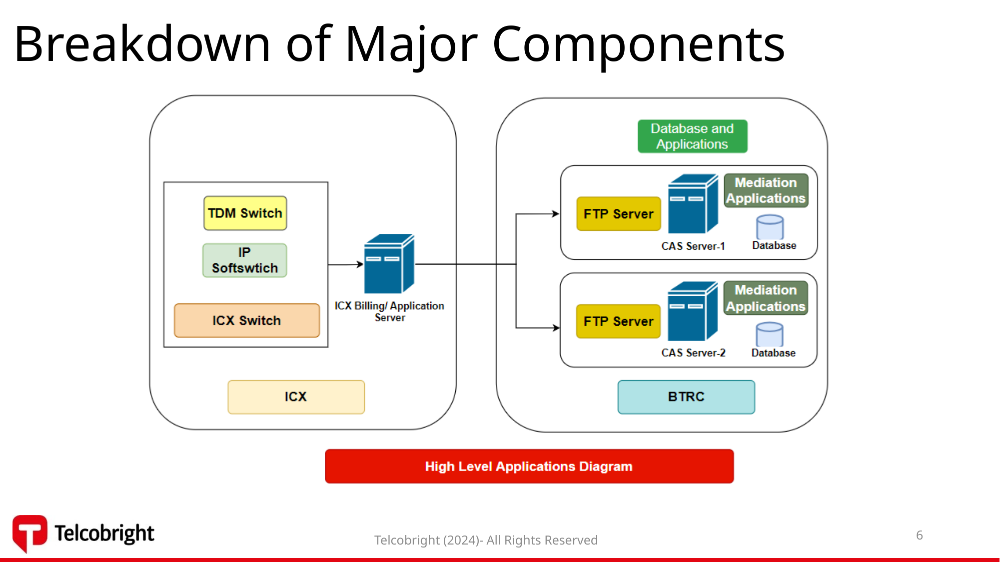 Breakdown of Major Components
TDM Switch
IP
Softswtich
ICX Switch
ICX Billing/ Application
Server
ICX
Database and
Applications
FTP Server
CAS Server-1
Mediation
Applications
Database
FTP Server
CAS Server-2
Mediation
Applications
Database
BTRC
High Level Applications Diagram
Telcobright
Telcobright (2024)- All Rights Reserved
6